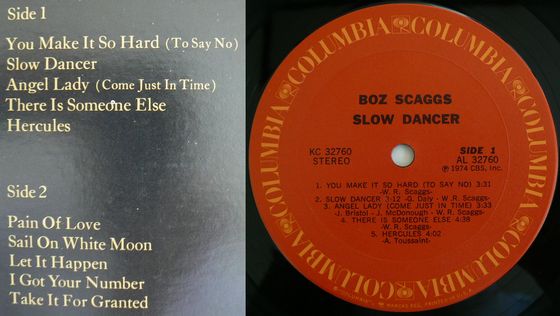 Side 1
You Make It So Hard (To Say No)
Slow Dancer
Angel Lady (Come Just In Time)
There Is Someone Else
Hercules
Side 2
Pain Of Love
Sail On White Moon
Let It Happen
I Got Your Number
Take It For Granted
COLUMBIA COLUMBIA COLUMBIA COLUMBIA COLUMBIA COLUMBIA
BOZ SCAGGS
SLOW DANCER
KC 32760
STEREO
SIDE 1
AL 32760
Ⓟ 1974 CBS, Inc.
1. YOU MAKE IT SO HARD (TO SAY NO) 3:31
-W. R. Scaggs-
2. SLOW DANCER 3:12 -G. Daly - W. R. Scaggs-
3. ANGEL LADY (COME JUST IN TIME) 3:33
- J. Bristol - J. McDonough - W. R. Scaggs-
4. THERE IS SOMEONE ELSE 4:38
-W. R. Scaggs-
5. HERCULES 4:02
-A. Toussaint-